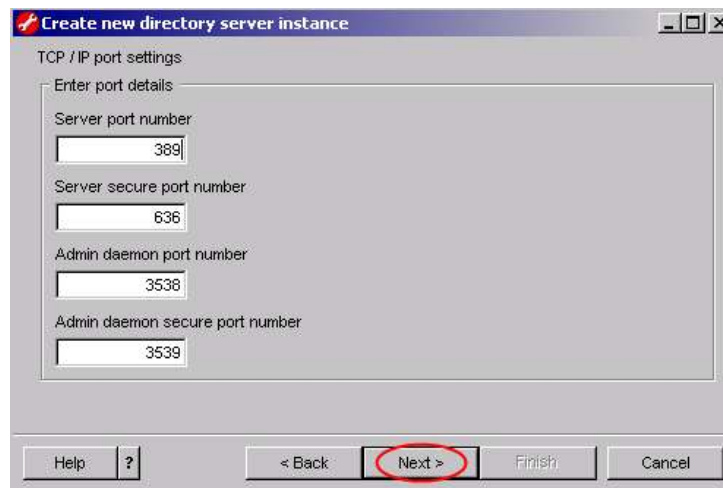 Create new directory server instance
TCP / IP port settings
Enter port details
Server port number
389
Server secure port number
636
Admin daemon port number
3538
Admin daemon secure port number
3539
Help ? < Back Next > Finish Cancel